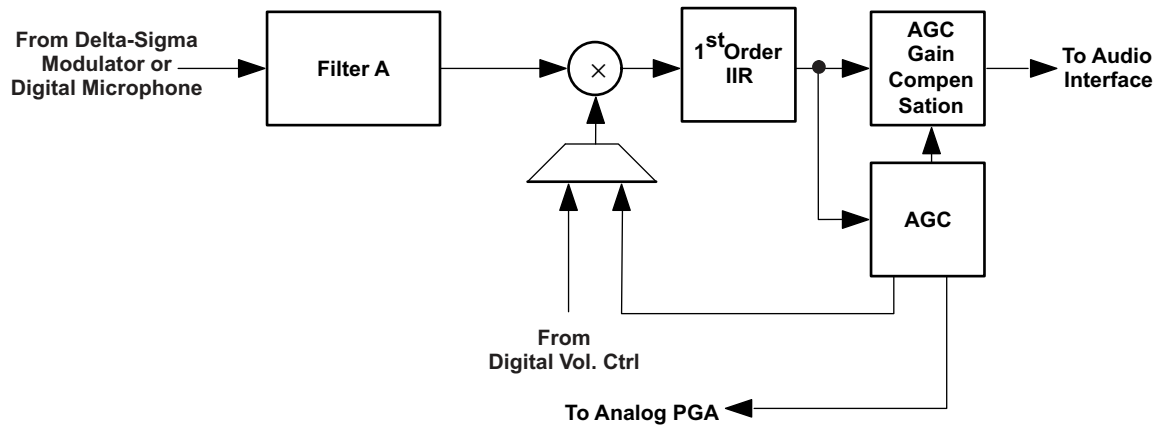 From Delta-Sigma
Modulator or
Digital Microphone
Filter A
×
1st Order
IIR
AGC
Gain
Compen
Sation
To Audio
Interface
AGC
From
Digital Vol. Ctrl
To Analog PGA